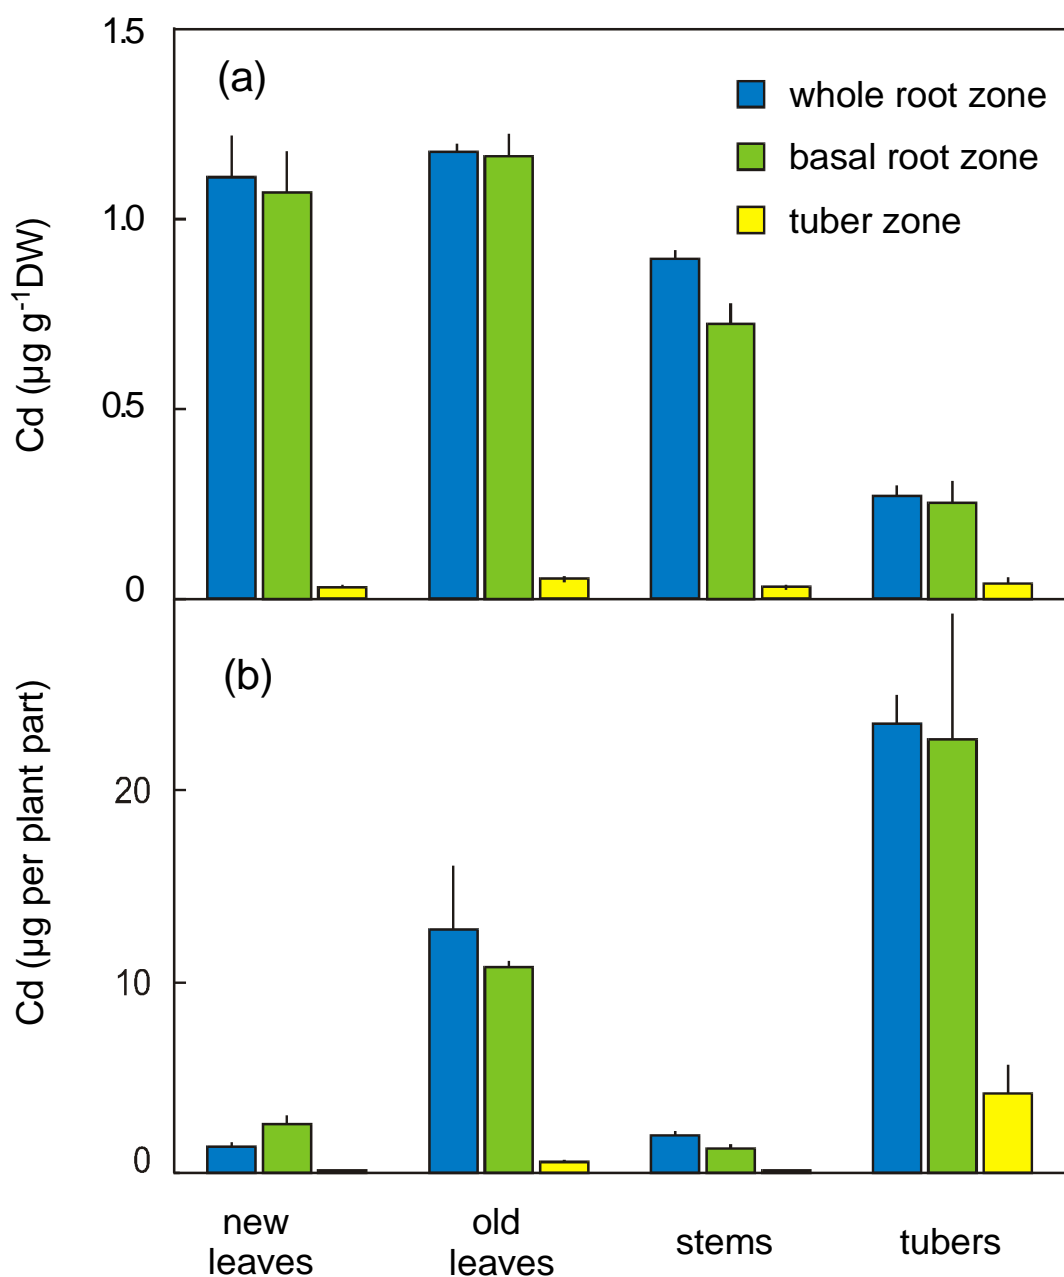 1.5
(a)
whole root zone
basal root zone
tuber zone
1.0
0.5
0
Cd (µg g⁻¹DW)
(b)
20
10
0
Cd (µg per plant part)
new
leaves
old
leaves
stems
tubers